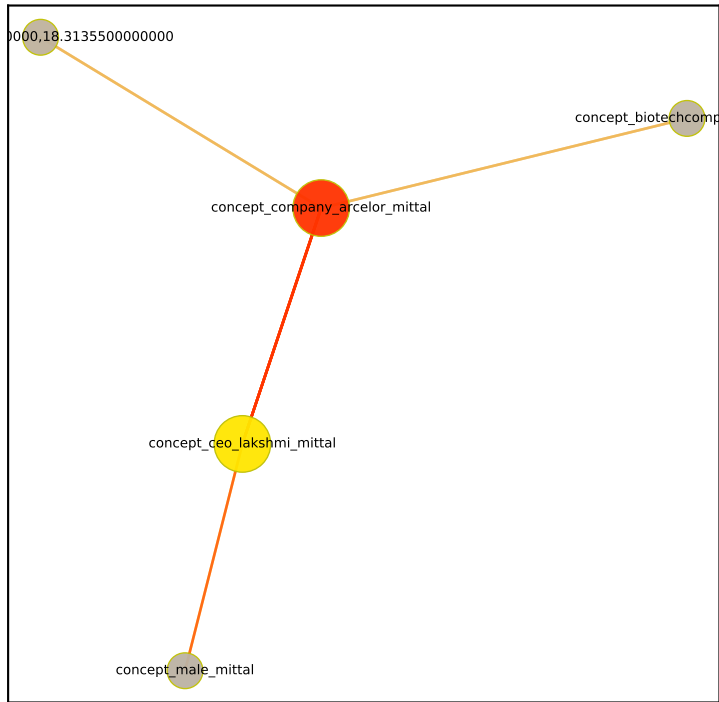 0000,18.3135500000000
concept_biotechcomp
concept_company_arcelor_mittal
concept_ceo_lakshmi_mittal
concept_male_mittal